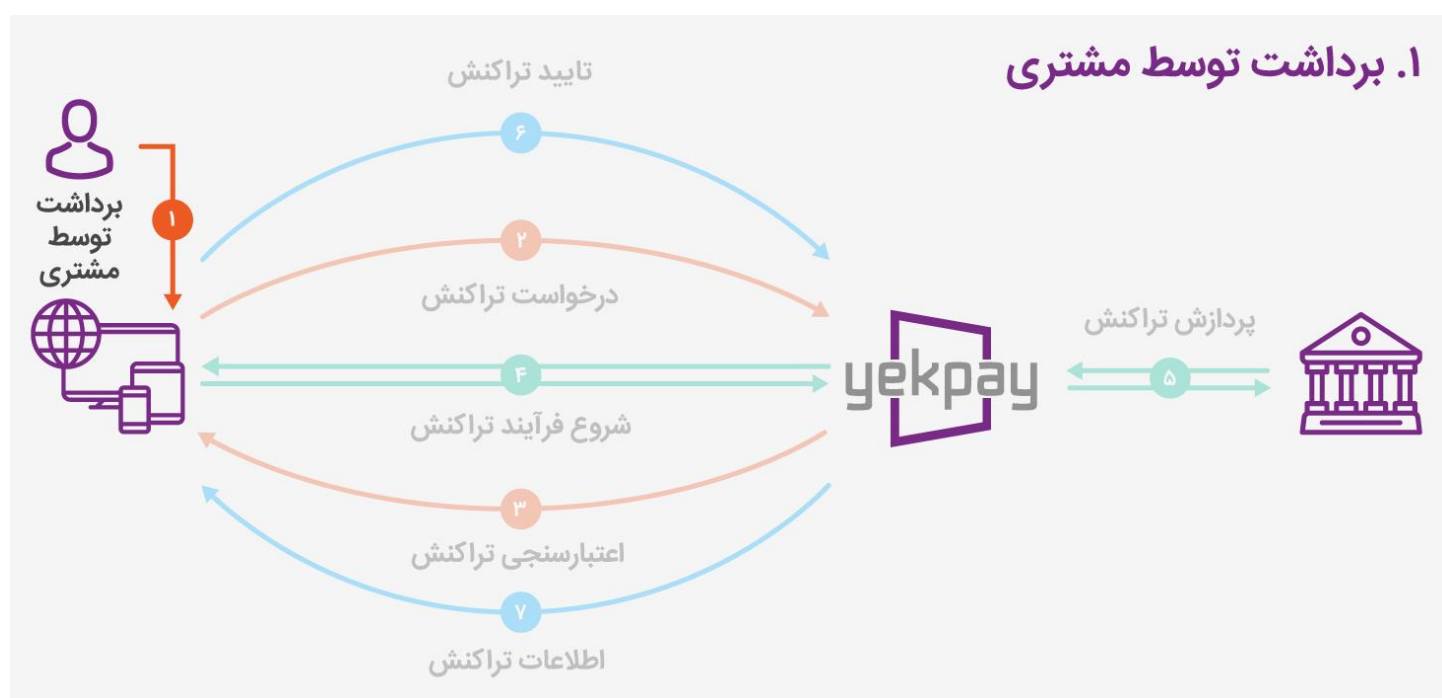 ۱. برداشت توسط مشتری
تایید تراکنش
۶
برداشت
توسط
مشتری
۱
۲
درخواست تراکنش
پردازش تراکنش
۵
yekpay
۴
شروع فرآیند تراکنش
۳
اعتبارسنجی تراکنش
۷
اطلاعات تراکنش